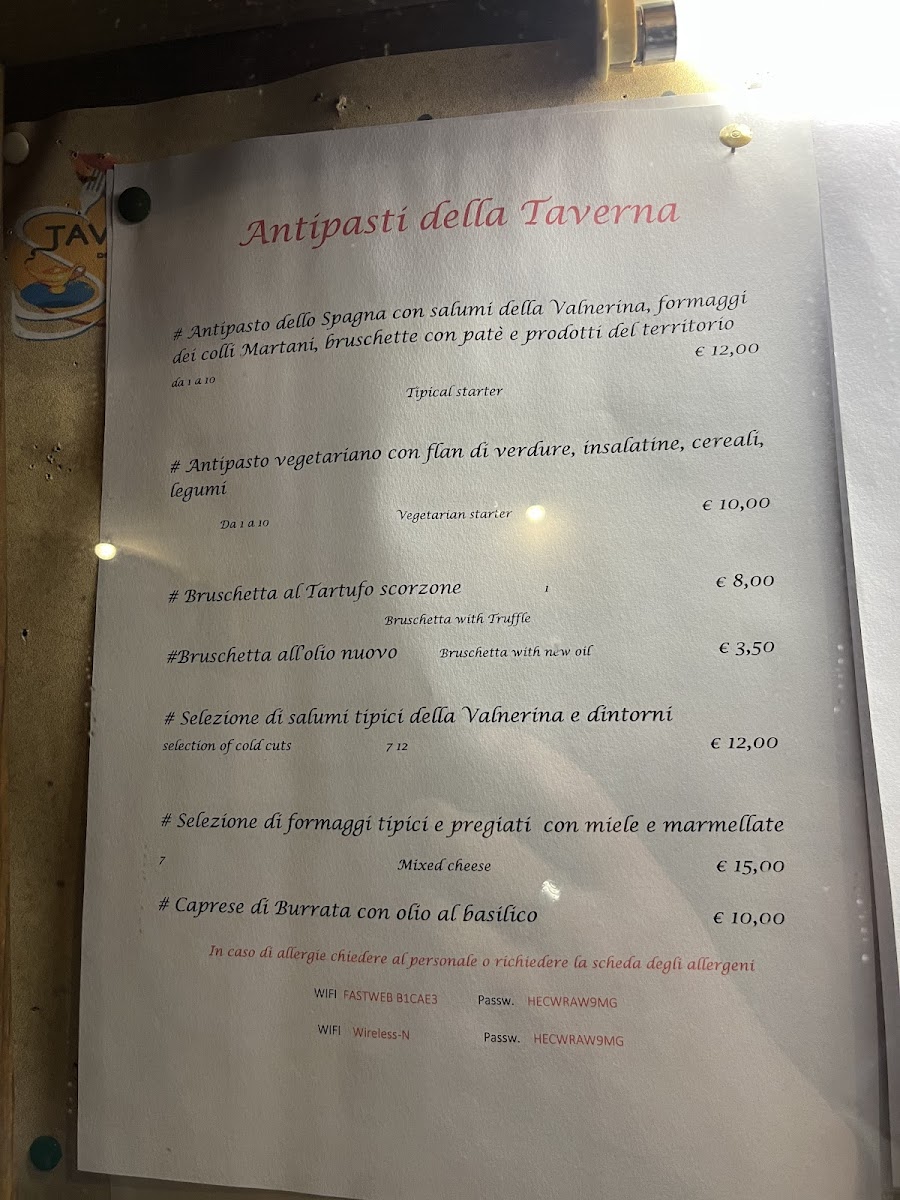 TAV
Antipasti della Taverna
# Antipasto dello Spagna con salumi della Valnerina, formaggi
dei colli Martani, bruschette con patè e prodotti del territorio
€ 12,00
da 1 a 10
Tipical starter
# Antipasto vegetariano con flan di verdure, insalatine, cereali,
legumi
Da 1 a 10 Vegetarian starter € 10,00
# Bruschetta al Tartufo scorzone 1 € 8,00
Bruschetta with Truffle
#Bruschetta all'olio nuovo Bruschetta with new oil € 3,50
# Selezione di salumi tipici della Valnerina e dintorni
selection of cold cuts 7 12 € 12,00
# Selezione di formaggi tipici e pregiati con miele e marmellate
7 Mixed cheese € 15,00
# Caprese di Burrata con olio al basilico € 10,00
In caso di allergie chiedere al personale o richiedere la scheda degli allergeni
WIFI FASTWEB B1CAE3 Passw. HECWRAW9MG
WIFI Wireless-N Passw. HECWRAW9MG